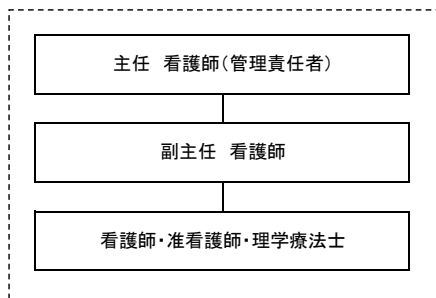 主任　看護師（管理責任者）
副主任　看護師
看護師・准看護師・理学療法士